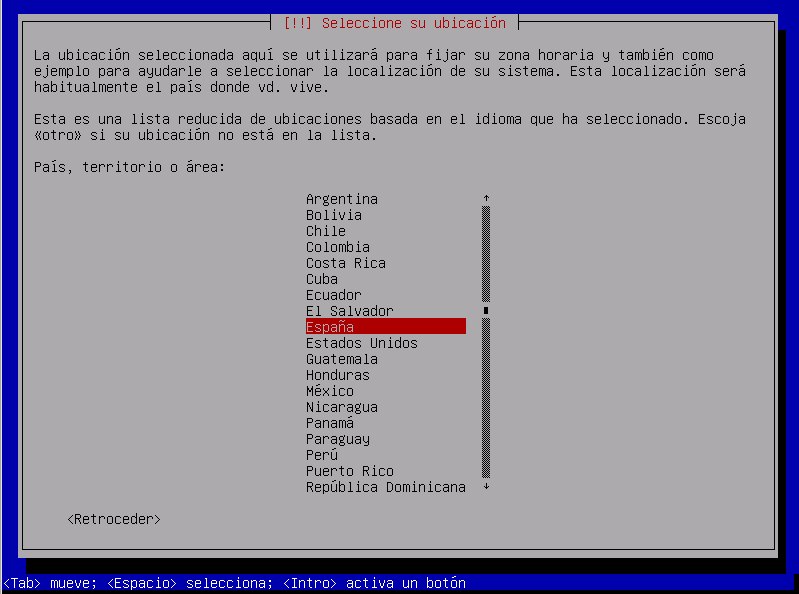 [!!] Seleccione su ubicación
La ubicación seleccionada aquí se utilizará para fijar su zona horaria y también como
ejemplo para ayudarle a seleccionar la localización de su sistema. Esta localización será
habitualmente el país donde vd. vive.
Esta es una lista reducida de ubicaciones basada en el idioma que ha seleccionado. Escoja
«otro» si su ubicación no está en la lista.
País, territorio o área:
Argentina
Bolivia
Chile
Colombia
Costa Rica
Cuba
Ecuador
El Salvador
España
Estados Unidos
Guatemala
Honduras
México
Nicaragua
Panamá
Paraguay
Perú
Puerto Rico
República Dominicana
<Retroceder>
<Tab> mueve; <Espacio> selecciona; <Intro> activa un botón